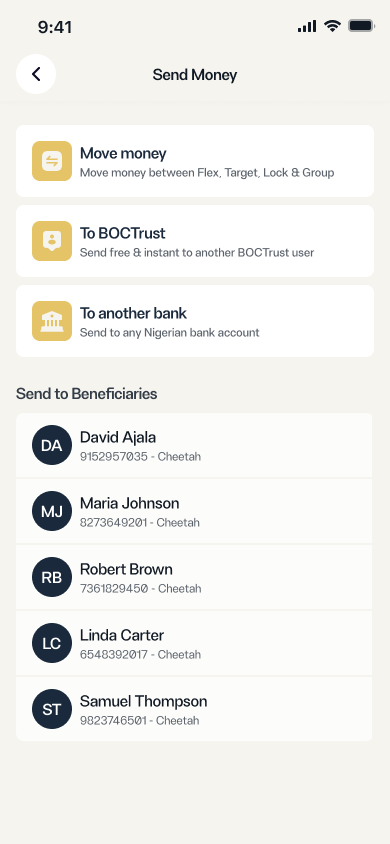 9:41
Send Money
Move money
Move money between Flex, Target, Lock & Group
To BOCTrust
Send free & instant to another BOCTrust user
To another bank
Send to any Nigerian bank account
Send to Beneficiaries
DA
David Ajala
9152957035 - Cheetah
MJ
Maria Johnson
8273649201 - Cheetah
RB
Robert Brown
7361829450 - Cheetah
LC
Linda Carter
6548392017 - Cheetah
ST
Samuel Thompson
9823746501 - Cheetah